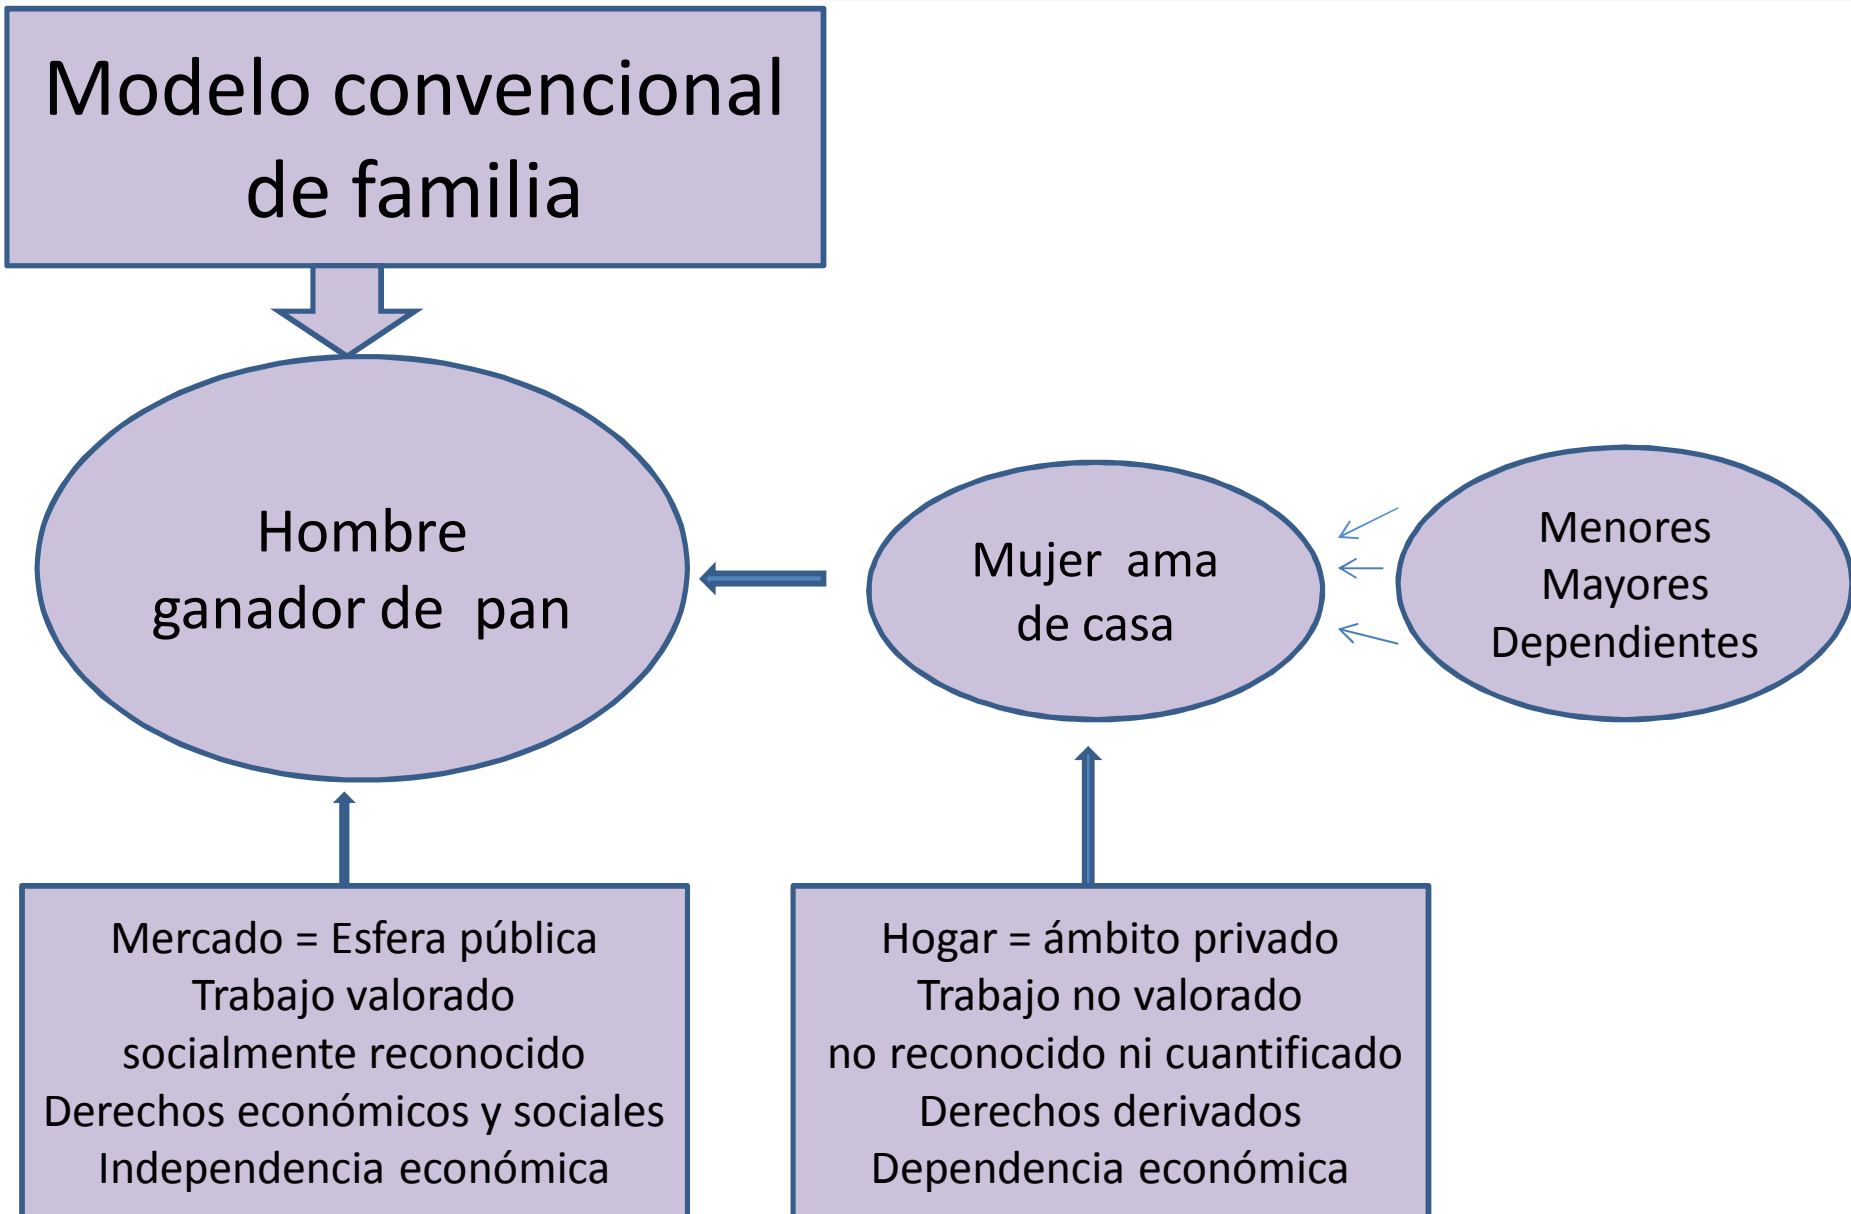 Modelo convencional
de familia
Hombre
ganador de pan
Mujer ama
de casa
Menores
Mayores
Dependientes
Mercado = Esfera pública
Trabajo valorado
socialmente reconocido
Derechos económicos y sociales
Independencia económica
Hogar = ámbito privado
Trabajo no valorado
no reconocido ni cuantificado
Derechos derivados
Dependencia económica